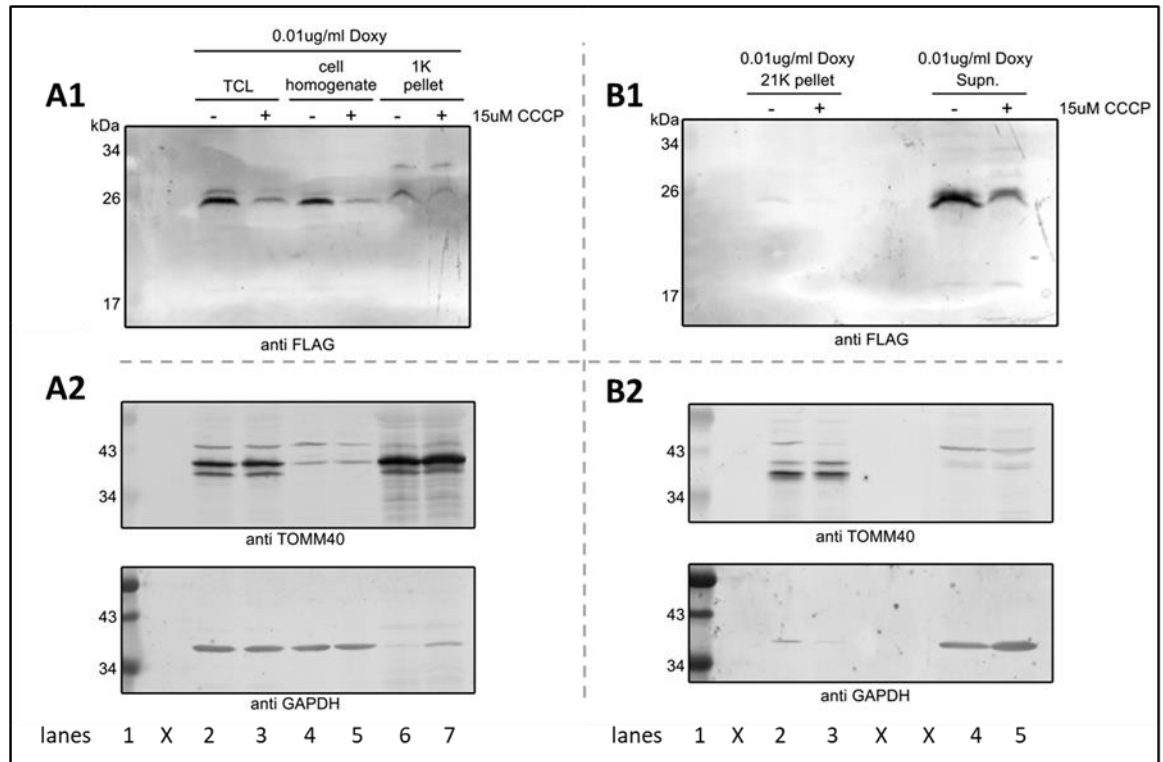 0.01ug/ml Doxy
TCL
cell
homogenate
1K
pellet
A1
- + - + - + 15uM CCCP
kDa
34
26
17
anti FLAG
0.01ug/ml Doxy
21K pellet
0.01ug/ml Doxy
Supn.
B1
- + - + 15uM CCCP
kDa
34
26
17
anti FLAG
A2
43
34
anti TOMM40
43
34
anti GAPDH
lanes 1 X 2 3 4 5 6 7
B2
43
34
anti TOMM40
43
34
anti GAPDH
lanes 1 X 2 3 X X 4 5